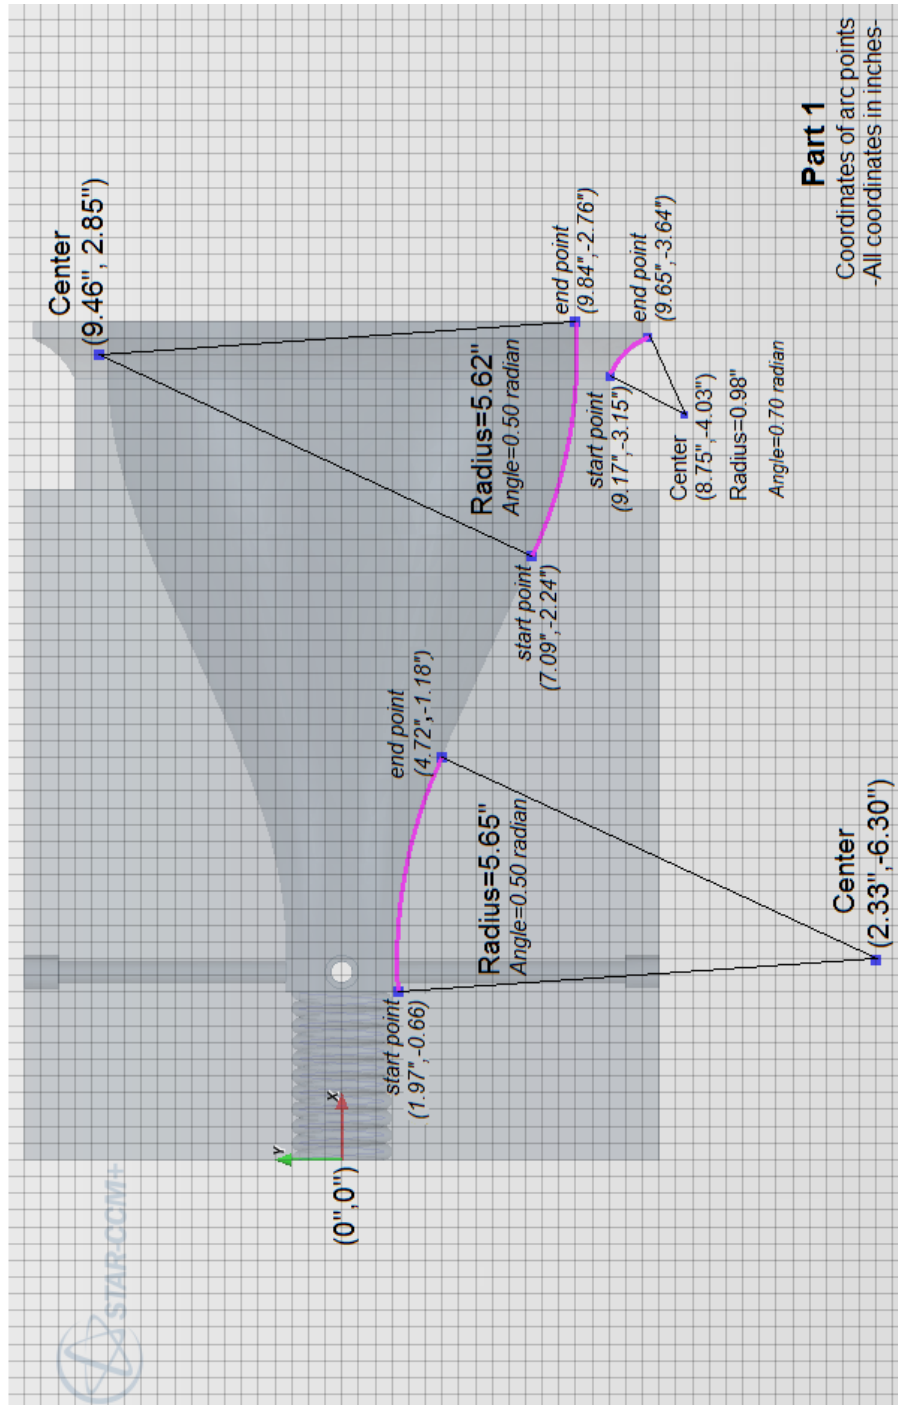 Part 1
Coordinates of arc points
-All coordinates in inches-
Center
(9.46", 2.85")
Radius=5.62"
Angle=0.50 radian
end point
(9.84",-2.76")
end point
(9.65",-3.64")
start point
(9.17",-3.15")
Center
(8.75",-4.03")
Radius=0.98"
Angle=0.70 radian
start point
(7.09",-2.24")
end point
(4.72",-1.18")
Radius=5.65"
Angle=0.50 radian
Center
(2.33",-6.30")
start point
(1.97",-0.66)
Y
X
(0",0")
STAR-CCM+